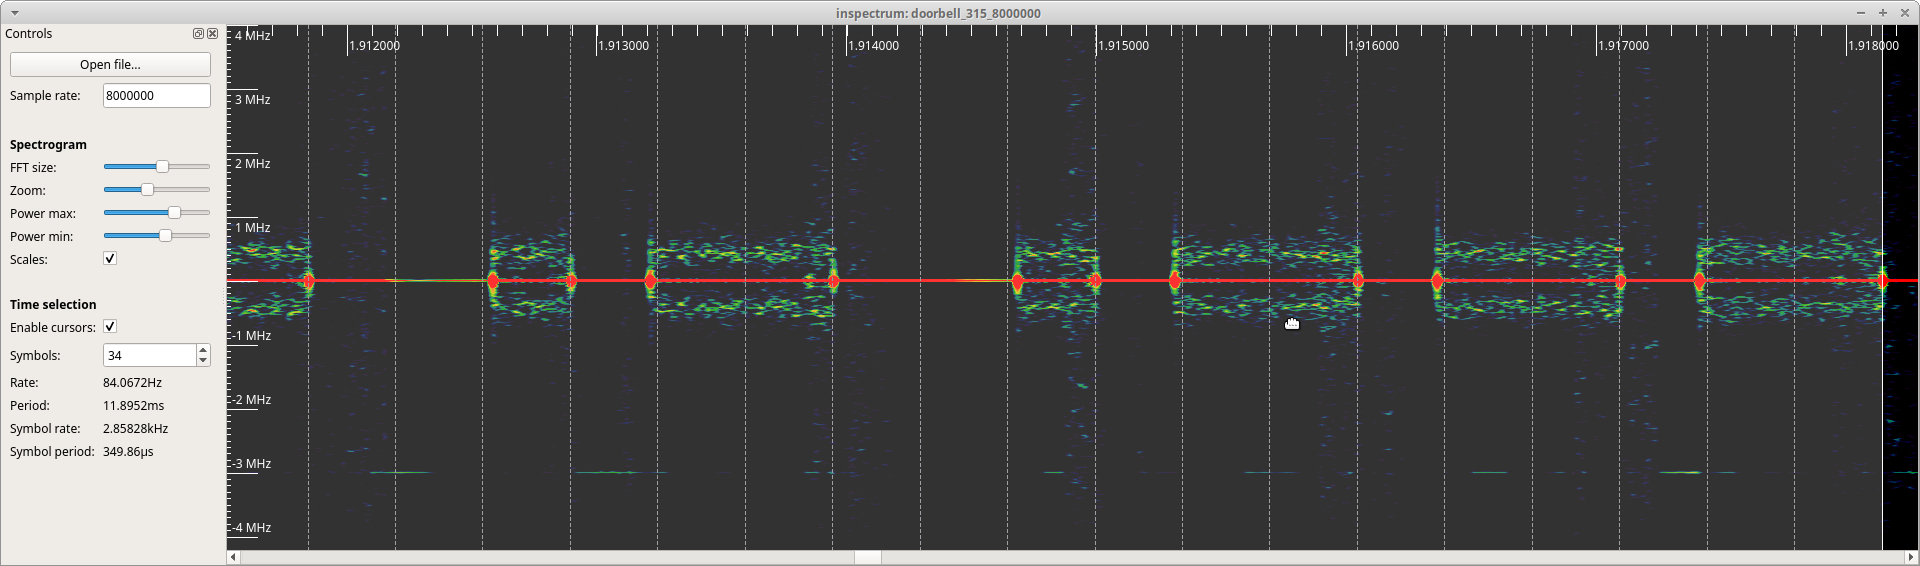 inspectrum: doorbell_315_8000000
Controls
Open file...
Sample rate: 8000000
Spectrogram
FFT size:
Zoom:
Power max:
Power min:
Scales:
Time selection
Enable cursors:
Symbols: 34
Rate: 84.0672Hz
Period: 11.8952ms
Symbol rate: 2.85828kHz
Symbol period: 349.86µs
1.912000 1.913000 1.914000 1.915000 1.916000 1.917000 1.918000
4 MHz
3 MHz
2 MHz
1 MHz
-1 MHz
-2 MHz
-3 MHz
-4 MHz